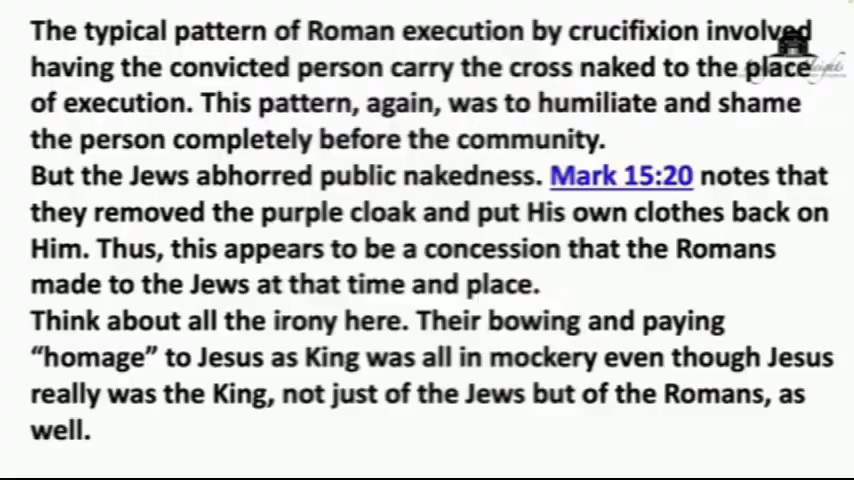 The typical pattern of Roman execution by crucifixion involved
having the convicted person carry the cross naked to the place
of execution. This pattern, again, was to humiliate and shame
the person completely before the community.
But the Jews abhorred public nakedness. Mark 15:20 notes that
they removed the purple cloak and put His own clothes back on
Him. Thus, this appears to be a concession that the Romans
made to the Jews at that time and place.
Think about all the irony here. Their bowing and paying
“homage” to Jesus as King was all in mockery even though Jesus
really was the King, not just of the Jews but of the Romans, as
well.